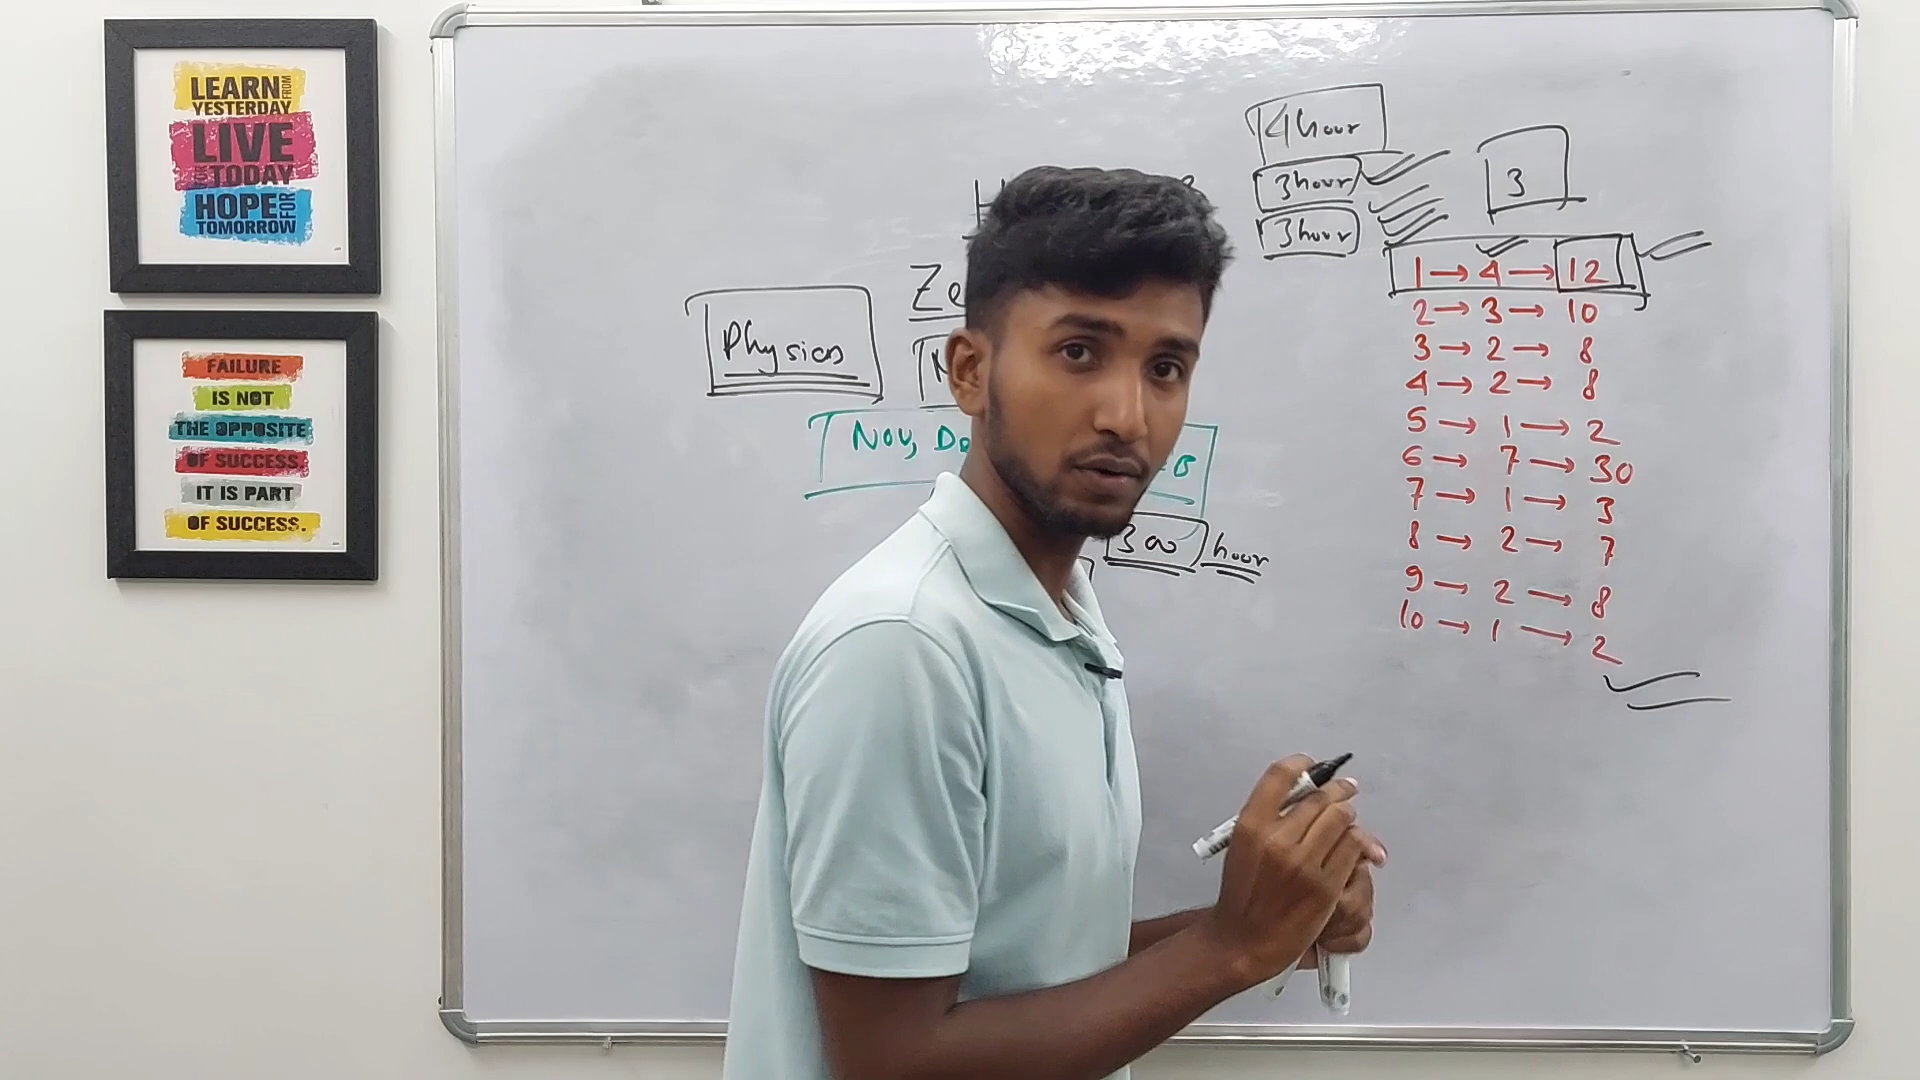 LEARN FROM
YESTERDAY
LIVE
FOR TODAY
HOPE FOR
TOMORROW
FAILURE
IS NOT
THE OPPOSITE
OF SUCCESS.
IT IS PART
OF SUCCESS.
Physics
Nov, De
300 hour
4 hour
3 hour
3 hour
3
1 → 4 → 12
2 → 3 → 10
3 → 2 → 8
4 → 2 → 8
5 → 1 → 2
6 → 7 → 30
7 → 1 → 3
8 → 2 → 7
9 → 2 → 8
10 → 1 → 2